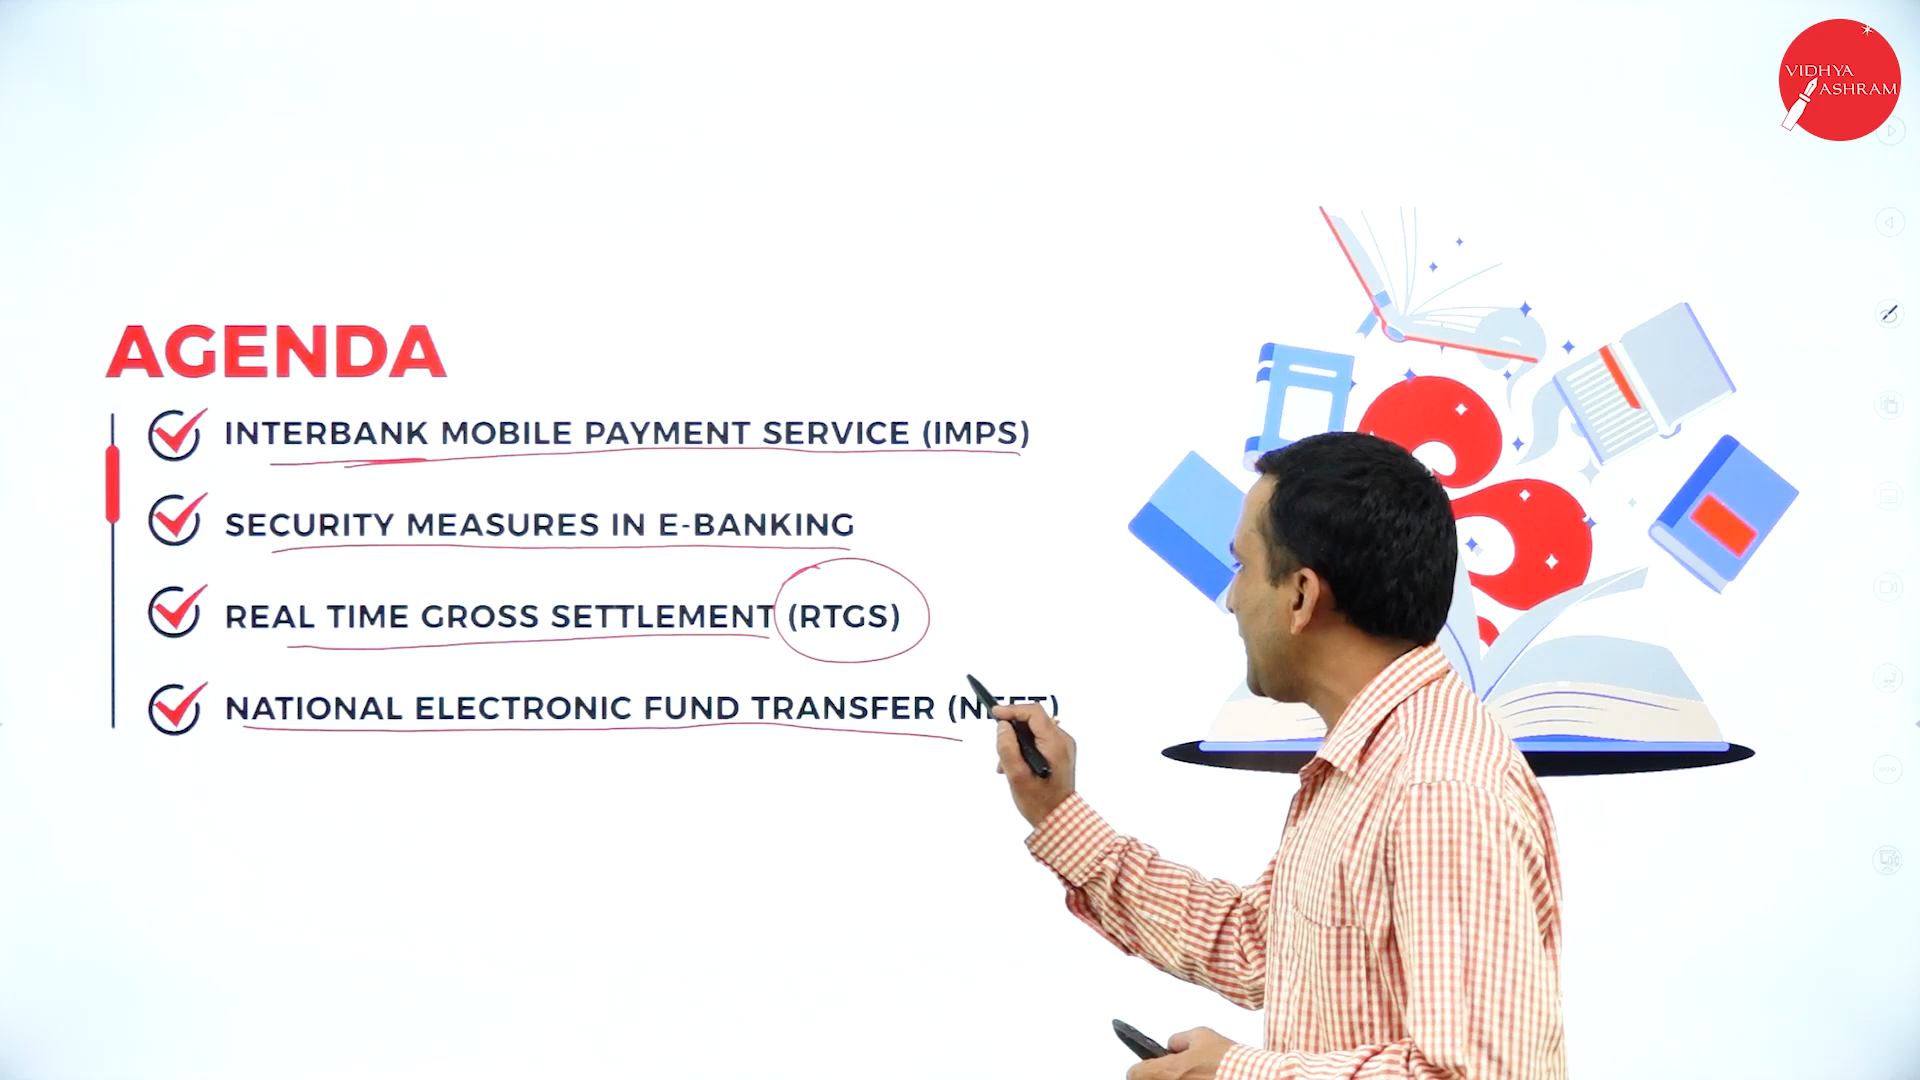 VIDHYA
ASHRAM
AGENDA
INTERBANK MOBILE PAYMENT SERVICE (IMPS)
SECURITY MEASURES IN E-BANKING
REAL TIME GROSS SETTLEMENT (RTGS)
NATIONAL ELECTRONIC FUND TRANSFER (NEFT)